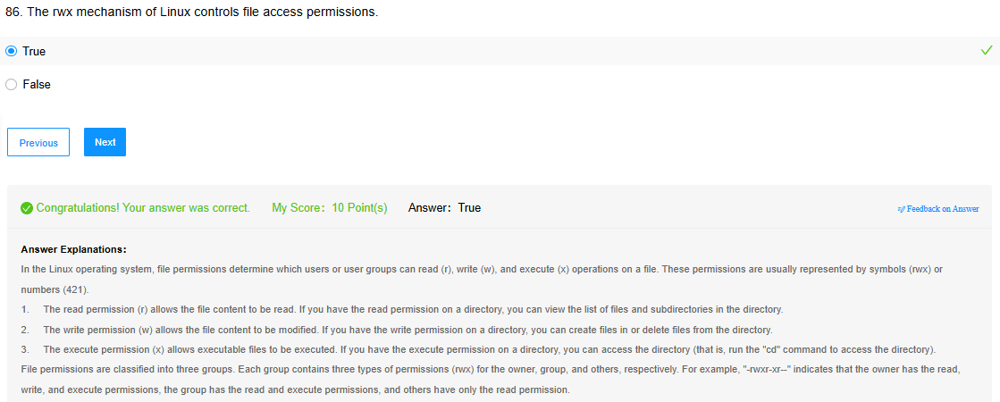 86. The rwx mechanism of Linux controls file access permissions.
True
False
Previous
Next
Congratulations! Your answer was correct. My Score: 10 Point(s) Answer: True Feedback on Answer
Answer Explanations:
In the Linux operating system, file permissions determine which users or user groups can read (r), write (w), and execute (x) operations on a file. These permissions are usually represented by symbols (rwx) or
numbers (421).
1. The read permission (r) allows the file content to be read. If you have the read permission on a directory, you can view the list of files and subdirectories in the directory.
2. The write permission (w) allows the file content to be modified. If you have the write permission on a directory, you can create files in or delete files from the directory.
3. The execute permission (x) allows executable files to be executed. If you have the execute permission on a directory, you can access the directory (that is, run the "cd" command to access the directory).
File permissions are classified into three groups. Each group contains three types of permissions (rwx) for the owner, group, and others, respectively. For example, "-rwxr-xr--" indicates that the owner has the read,
write, and execute permissions, the group has the read and execute permissions, and others have only the read permission.